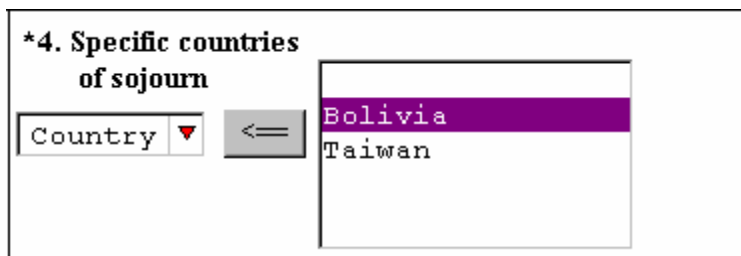 *4. Specific countries
of sojourn
Country
<==
Bolivia
Taiwan